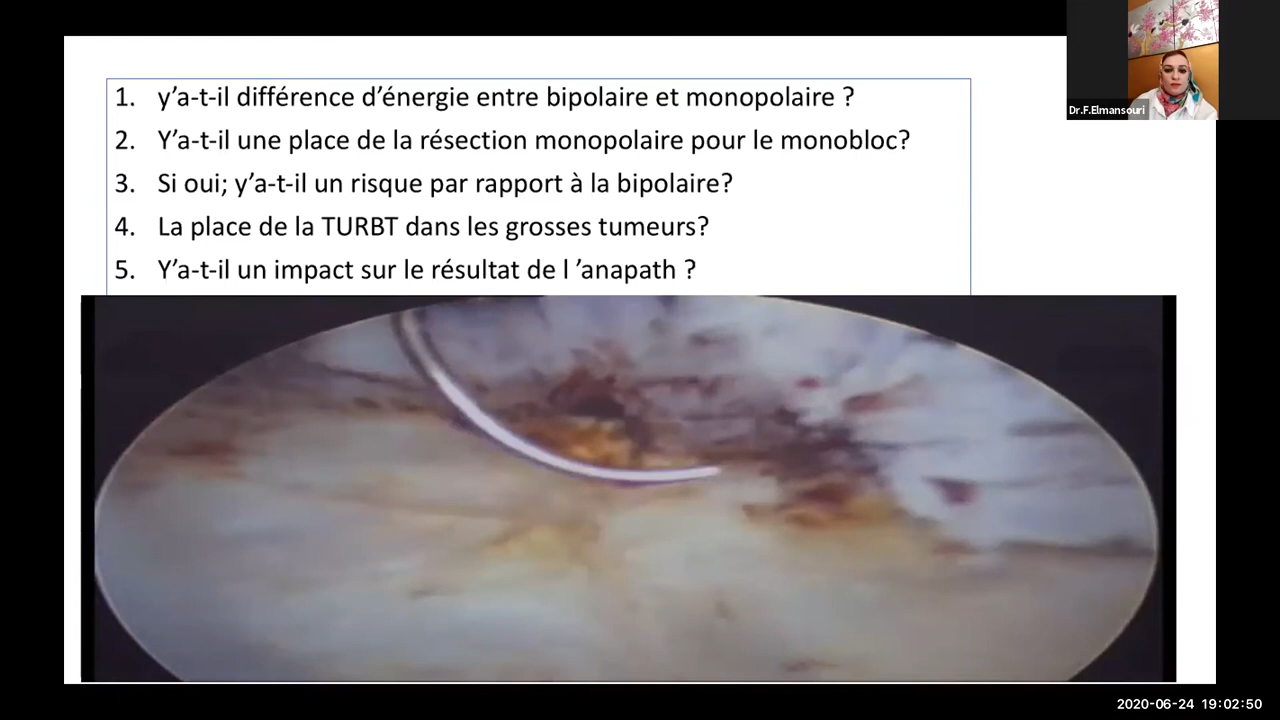 1. y'a-t-il différence d’énergie entre bipolaire et monopolaire ?
2. Y’a-t-il une place de la résection monopolaire pour le monobloc?
3. Si oui; y’a-t-il un risque par rapport à la bipolaire?
4. La place de la TURBT dans les grosses tumeurs?
5. Y’a-t-il un impact sur le résultat de l ’anapath ?
Dr.F.Elmansouri
2020-06-24 19:02:50